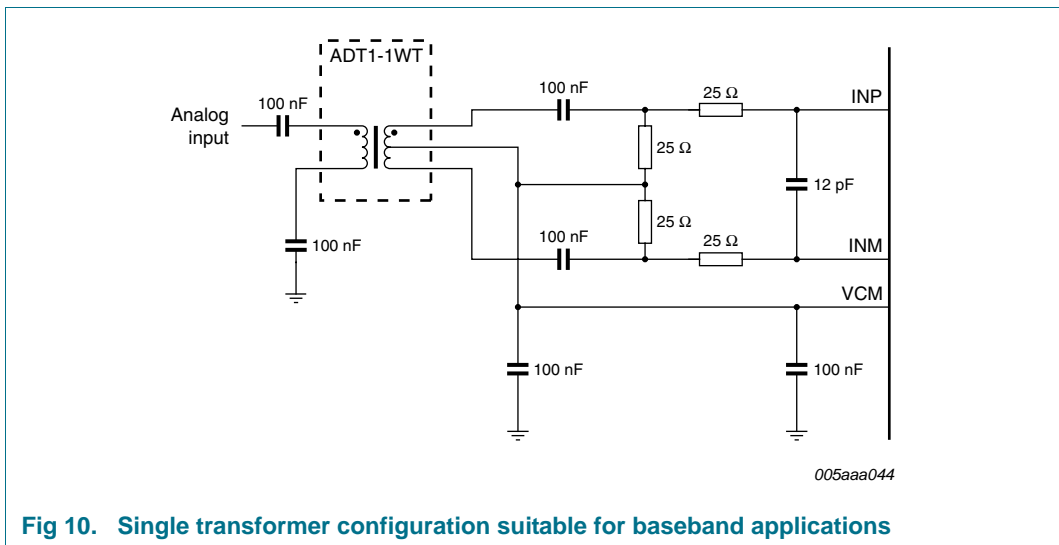 ADT1-1WT
100 nF
Analog
input
100 nF
100 nF
25 Ω
INP
25 Ω
12 pF
25 Ω
100 nF
25 Ω
INM
VCM
100 nF
100 nF
005aaa044
Fig 10. Single transformer configuration suitable for baseband applications